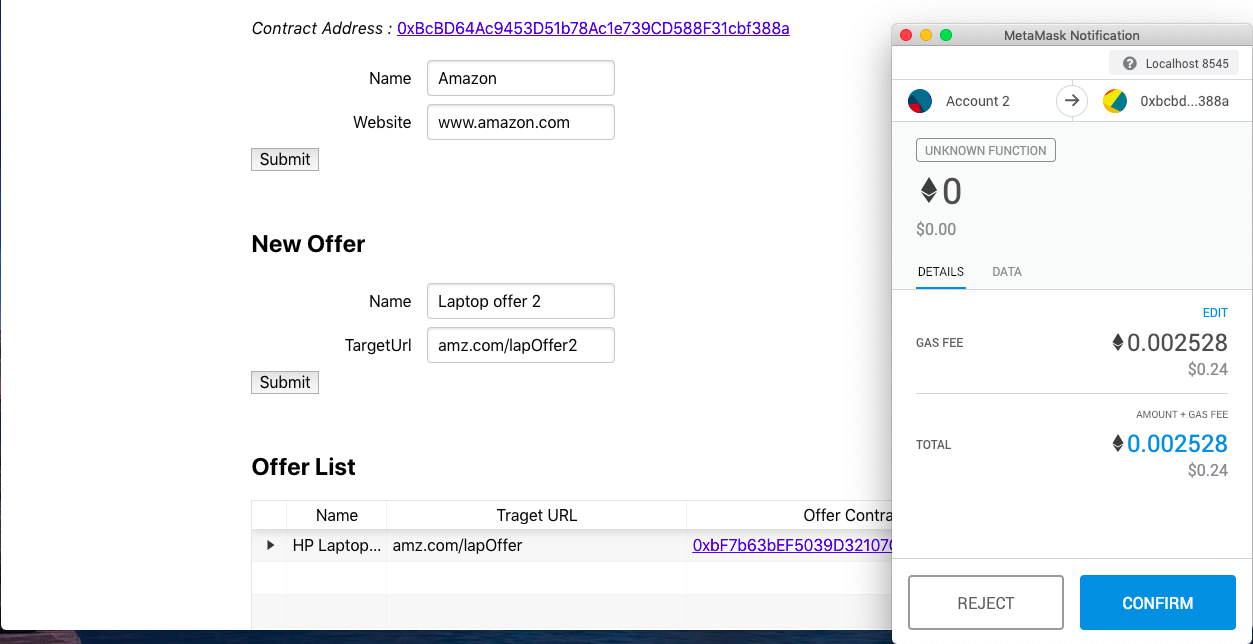 Contract Address : 0xBcBD64Ac9453D51b78Ac1e739CD588F31cbf388a
Name Amazon
Website www.amazon.com
Submit
New Offer
Name Laptop offer 2
TargetUrl amz.com/lapOffer2
Submit
Offer List
Name Traget URL Offer Contra
HP Laptop... amz.com/lapOffer 0xbF7b63bEF5039D32107
MetaMask Notification
Localhost 8545
Account 2 0xbcbd...388a
UNKNOWN FUNCTION
0
$0.00
DETAILS DATA
EDIT
GAS FEE 0.002528
$0.24
AMOUNT + GAS FEE
TOTAL 0.002528
$0.24
REJECT CONFIRM